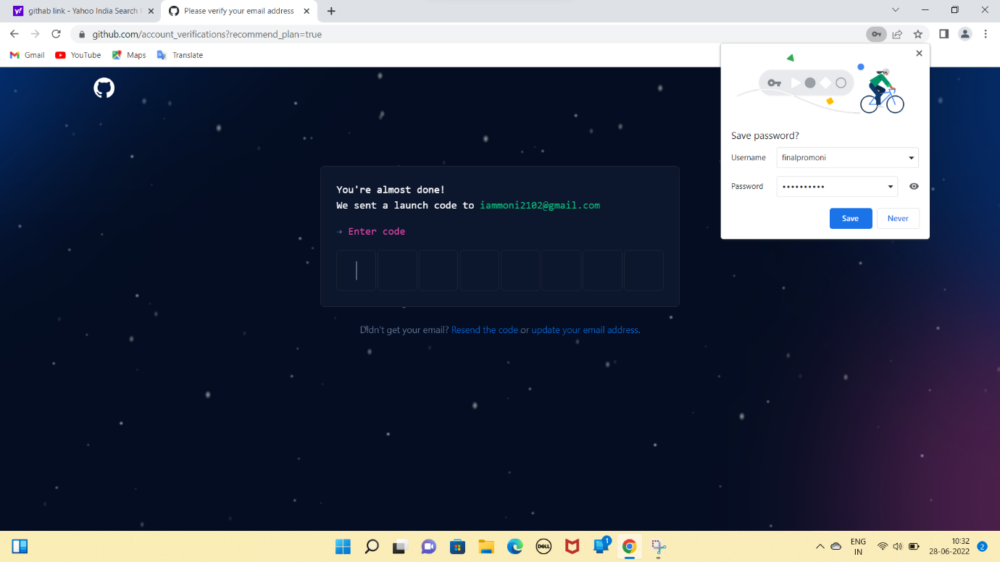 githab link - Yahoo India Search
Please verify your email address
github.com/account_verifications?recommend_plan=true
Gmail
YouTube
Maps
Translate
Save password?
Username
finalpromoni
Password
••••••••••
Save
Never
You're almost done!
We sent a launch code to iammoni2102@gmail.com
→ Enter code
Didn't get your email? Resend the code or update your email address.
DELL
1
ENG
IN
10:32
28-06-2022
2